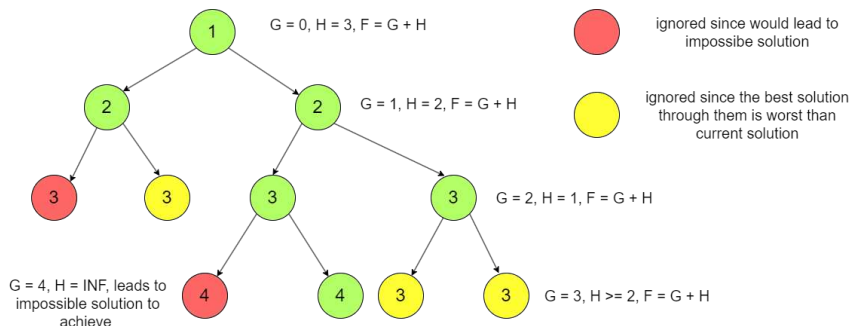 1
G = 0, H = 3, F = G + H
ignored since would lead to
impossibe solution
2
2
G = 1, H = 2, F = G + H
ignored since the best solution
through them is worst than
current solution
3
3
3
3
G = 2, H = 1, F = G + H
G = 4, H = INF, leads to
impossible solution to
achieve
4
4
3
3
G = 3, H >= 2, F = G + H